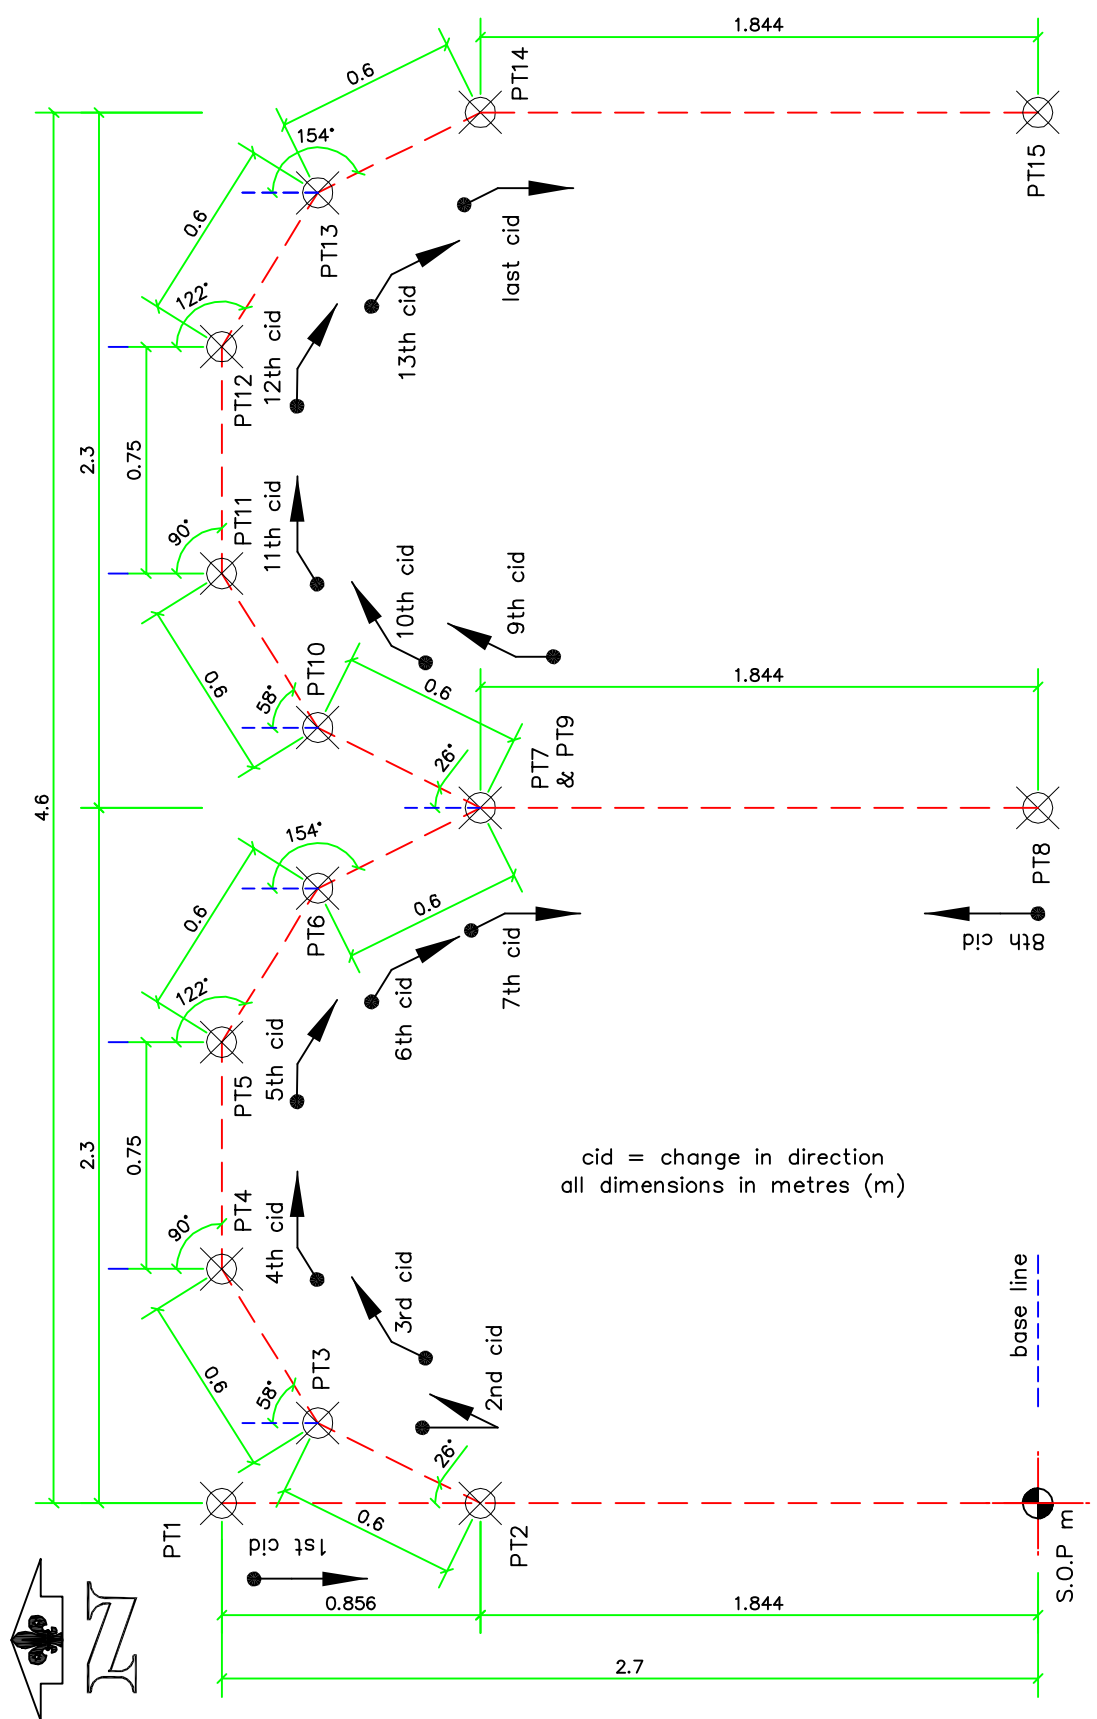 1.844
PT14
0.6
154°
0.6
PT13
PT15
last cid
122°
12th cid
13th cid
PT12
2.3
0.75
PT11
11th cid
90°
10th cid
9th cid
4.6
0.6
58°
PT10
0.6
1.844
26°
PT7
& PT9
154°
0.6
PT6
0.6
PT8
8th cid
7th cid
6th cid
122°
5th cid
PT5
2.3
0.75
cid = change in direction
all dimensions in metres (m)
PT4
90°
4th cid
3rd cid
base line
0.6
58°
PT3
2nd cid
26°
0.6
PT1
1st cid
PT2
S.O.P m
0.856
1.844
2.7
N